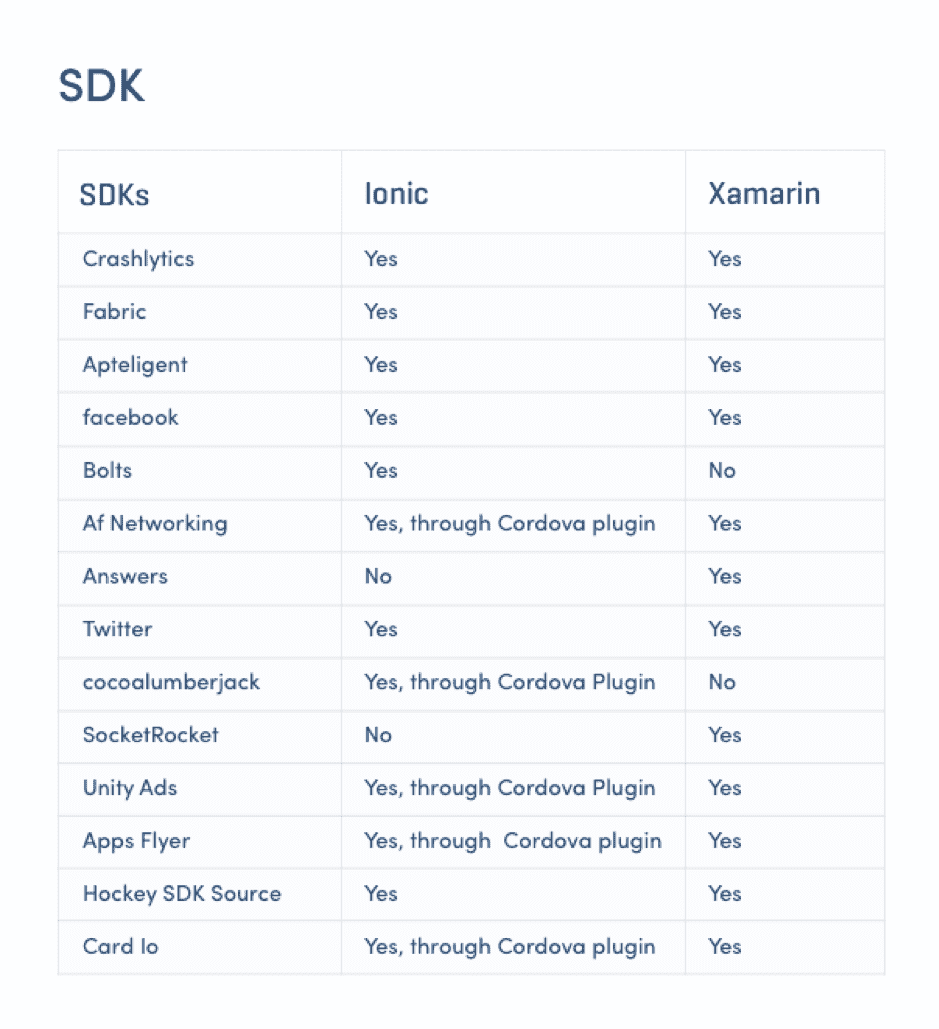 SDK
SDKs Ionic Xamarin
Crashlytics Yes Yes
Fabric Yes Yes
Apteligent Yes Yes
facebook Yes Yes
Bolts Yes No
Af Networking Yes, through Cordova plugin Yes
Answers No Yes
Twitter Yes Yes
cocoalumberjack Yes, through Cordova Plugin No
SocketRocket No Yes
Unity Ads Yes, through Cordova Plugin Yes
Apps Flyer Yes, through Cordova plugin Yes
Hockey SDK Source Yes Yes
Card Io Yes, through Cordova plugin Yes